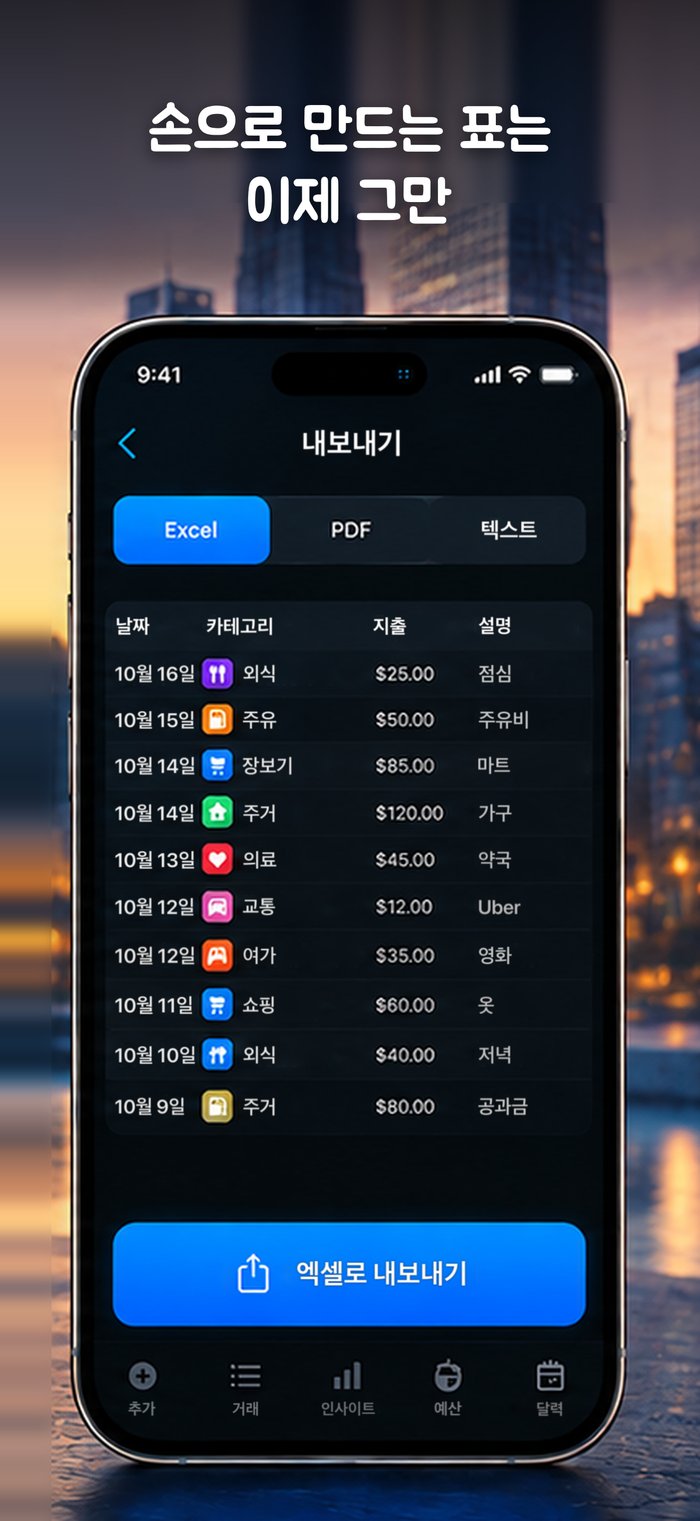 손으로 만드는 표는
이제 그만
9:41
내보내기
Excel PDF 텍스트
날짜 카테고리 지출 설명
10월 16일 외식 $25.00 점심
10월 15일 주유 $50.00 주유비
10월 14일 장보기 $85.00 마트
10월 14일 주거 $120.00 가구
10월 13일 의료 $45.00 약국
10월 12일 교통 $12.00 Uber
10월 12일 여가 $35.00 영화
10월 11일 쇼핑 $60.00 옷
10월 10일 외식 $40.00 저녁
10월 9일 주거 $80.00 공과금
엑셀로 내보내기
추가 거래 인사이트 예산 달력